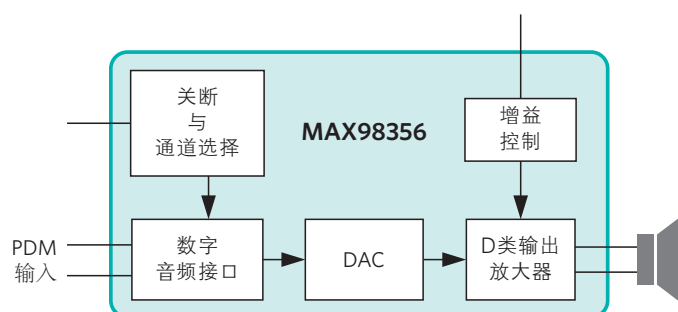 关断
与
通道选择
MAX98356
增益
控制
PDM
输入
数字
音频接口
DAC
D类输出
放大器